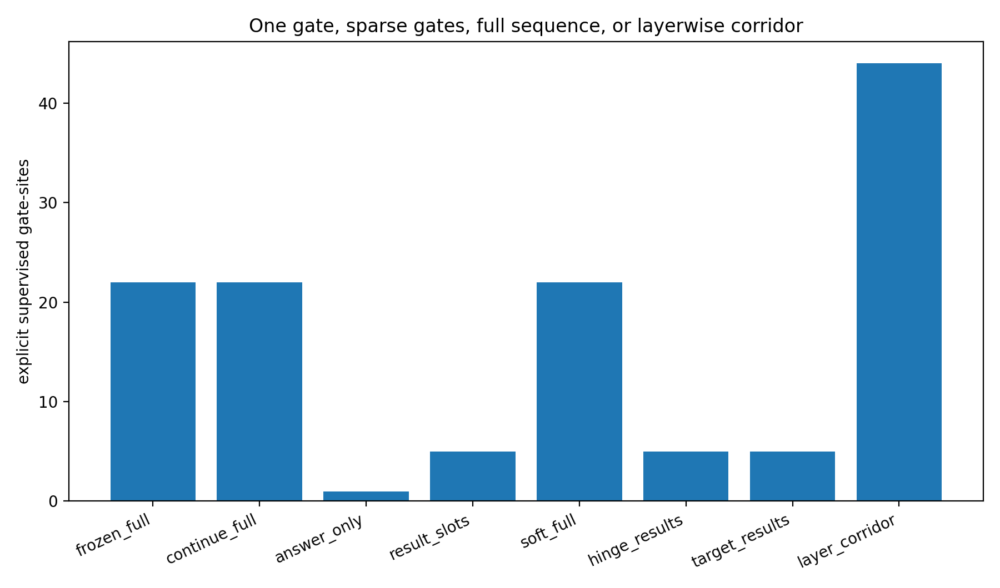 One gate, sparse gates, full sequence, or layerwise corridor
explicit supervised gate-sites
40
30
20
10
0
frozen_full
continue_full
answer_only
result_slots
soft_full
hinge_results
target_results
layer_corridor